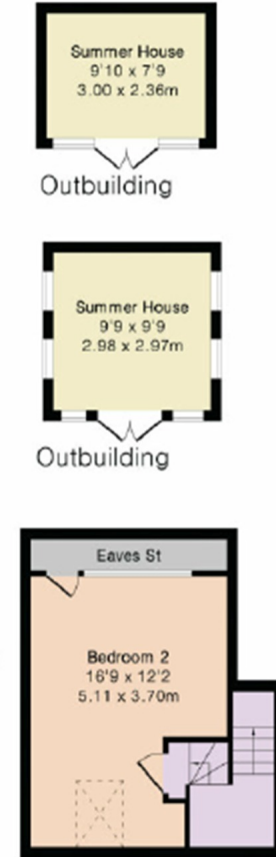 Summer House
9'10 x 7'9
3.00 x 2.36m
Outbuilding
Summer House
9'9 x 9'9
2.98 x 2.97m
Outbuilding
Eaves St
Bedroom 2
16'9 x 12'2
5.11 x 3.70m